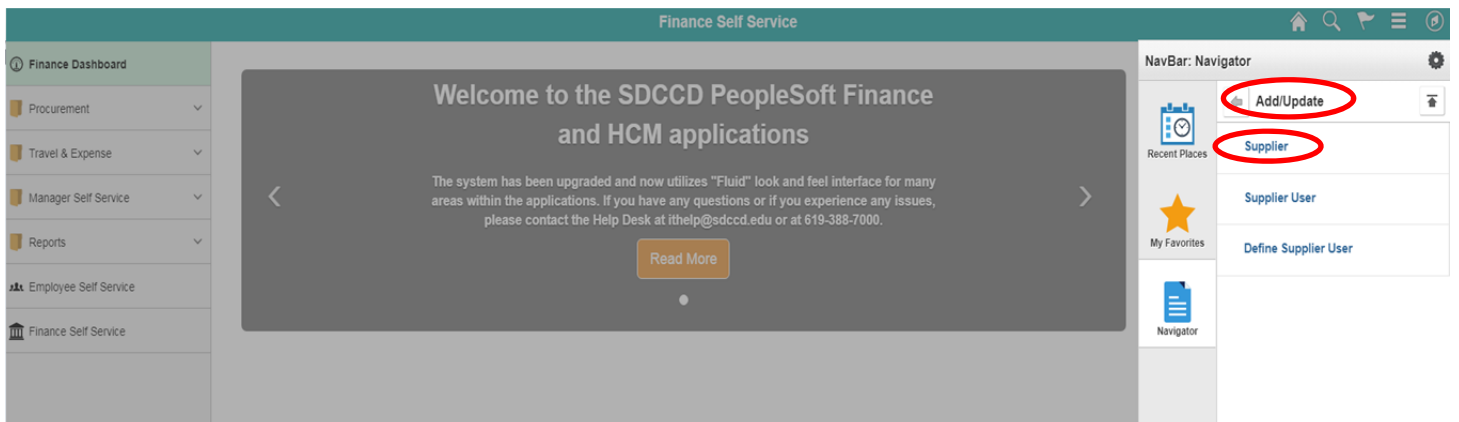 Finance Self Service
Finance Dashboard
Procurement
Travel & Expense
Manager Self Service
Reports
Employee Self Service
Finance Self Service
Welcome to the SDCCD PeopleSoft Finance
and HCM applications
The system has been upgraded and now utilizes "Fluid" look and feel interface for many
areas within the applications. If you have any questions or if you experience any issues,
please contact the Help Desk at ithelp@sdccd.edu or at 619-388-7000.
Read More
NavBar: Navigator
Recent Places
My Favorites
Navigator
Add/Update
Supplier
Supplier User
Define Supplier User